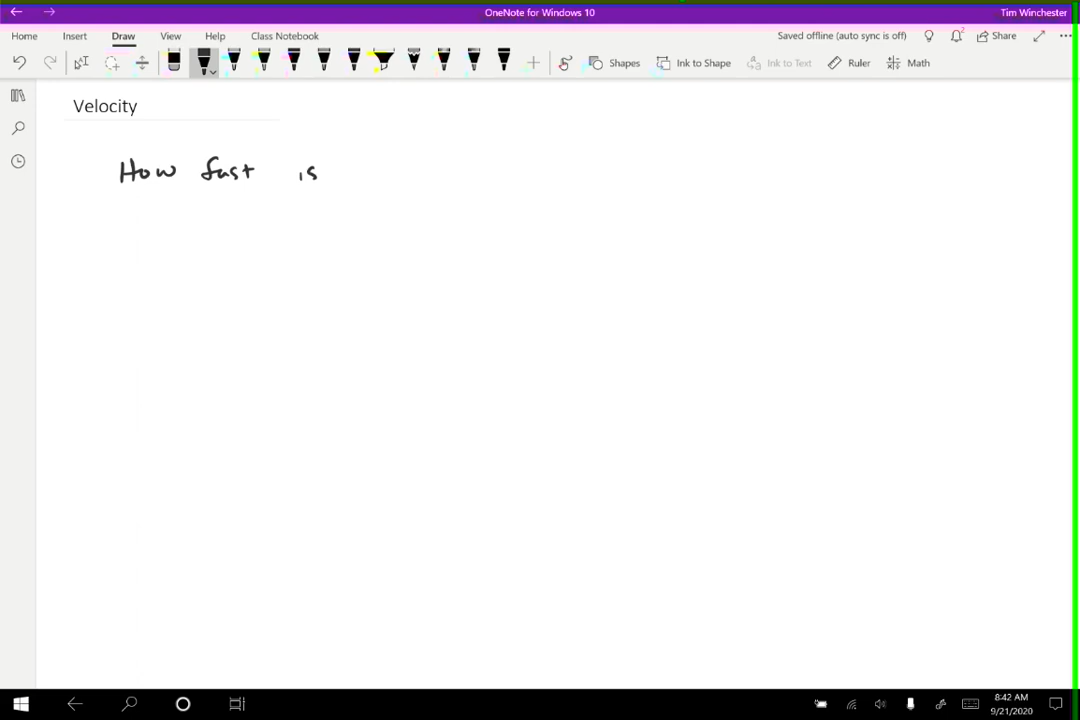 OneNote for Windows 10
Tim Winchester
Home Insert Draw View Help Class Notebook
Saved offline (auto sync is off)
Share
Shapes
Ink to Shape
Ink to Text
Ruler
Math
Velocity
How fast is
8:42 AM
9/21/2020